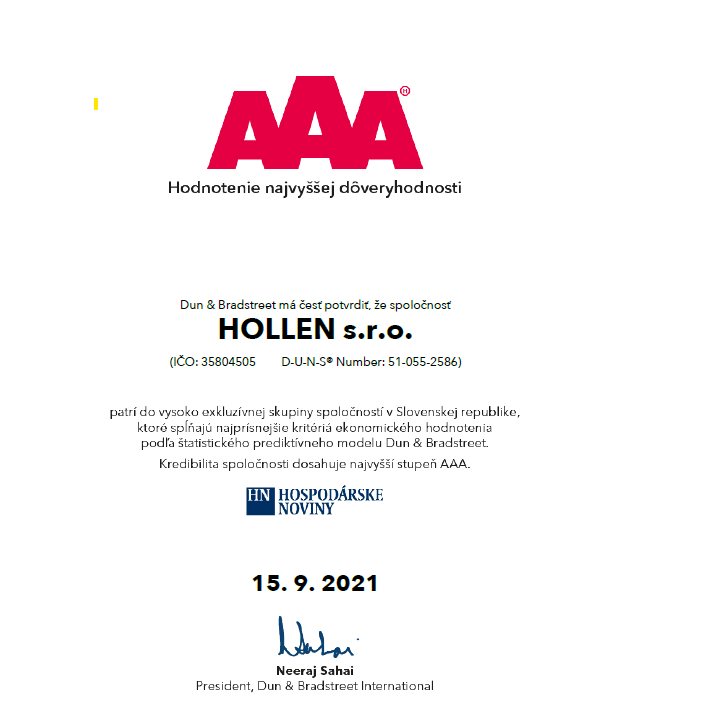 AAA®
Hodnotenie najvyššej dôveryhodnosti
Dun & Bradstreet má česť potvrdiť, že spoločnosť
HOLLEN s.r.o.
(IČO: 35804505 D-U-N-S® Number: 51-055-2586)
patrí do vysoko exkluzívnej skupiny spoločností v Slovenskej republike,
ktoré spĺňajú najprísnejšie kritériá ekonomického hodnotenia
podľa štatistického prediktívneho modelu Dun & Bradstreet.
Kredibilita spoločnosti dosahuje najvyšší stupeň AAA.
HN HOSPODÁRSKE
NOVINY
15. 9. 2021
Neeraj Sahai
President, Dun & Bradstreet International